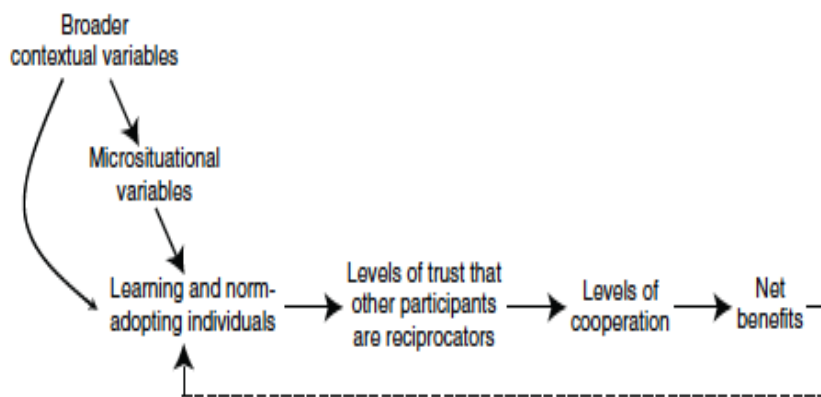 Broader
contextual variables
Microsituational
variables
Learning and norm-
adopting individuals
Levels of trust that
other participants
are reciprocators
Levels of
cooperation
Net
benefits